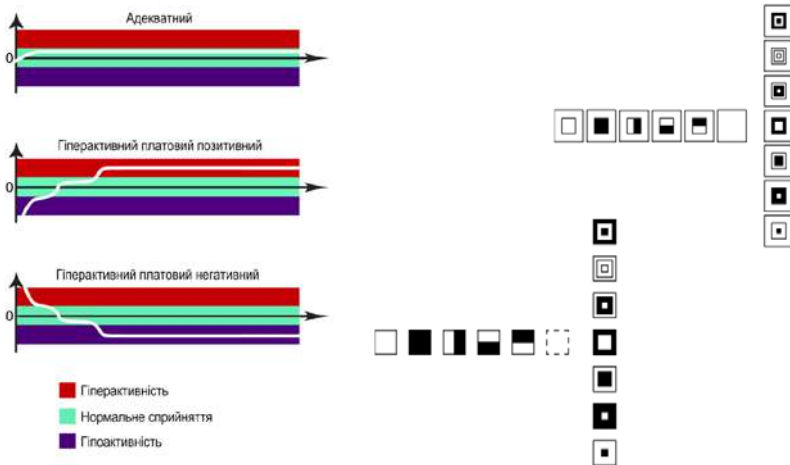 Адекватний
0
Гіперактивний платовий позитивний
0
Гіперактивний платовий негативний
0
Гіперактивність
Нормальне сприйняття
Гіпоактивність